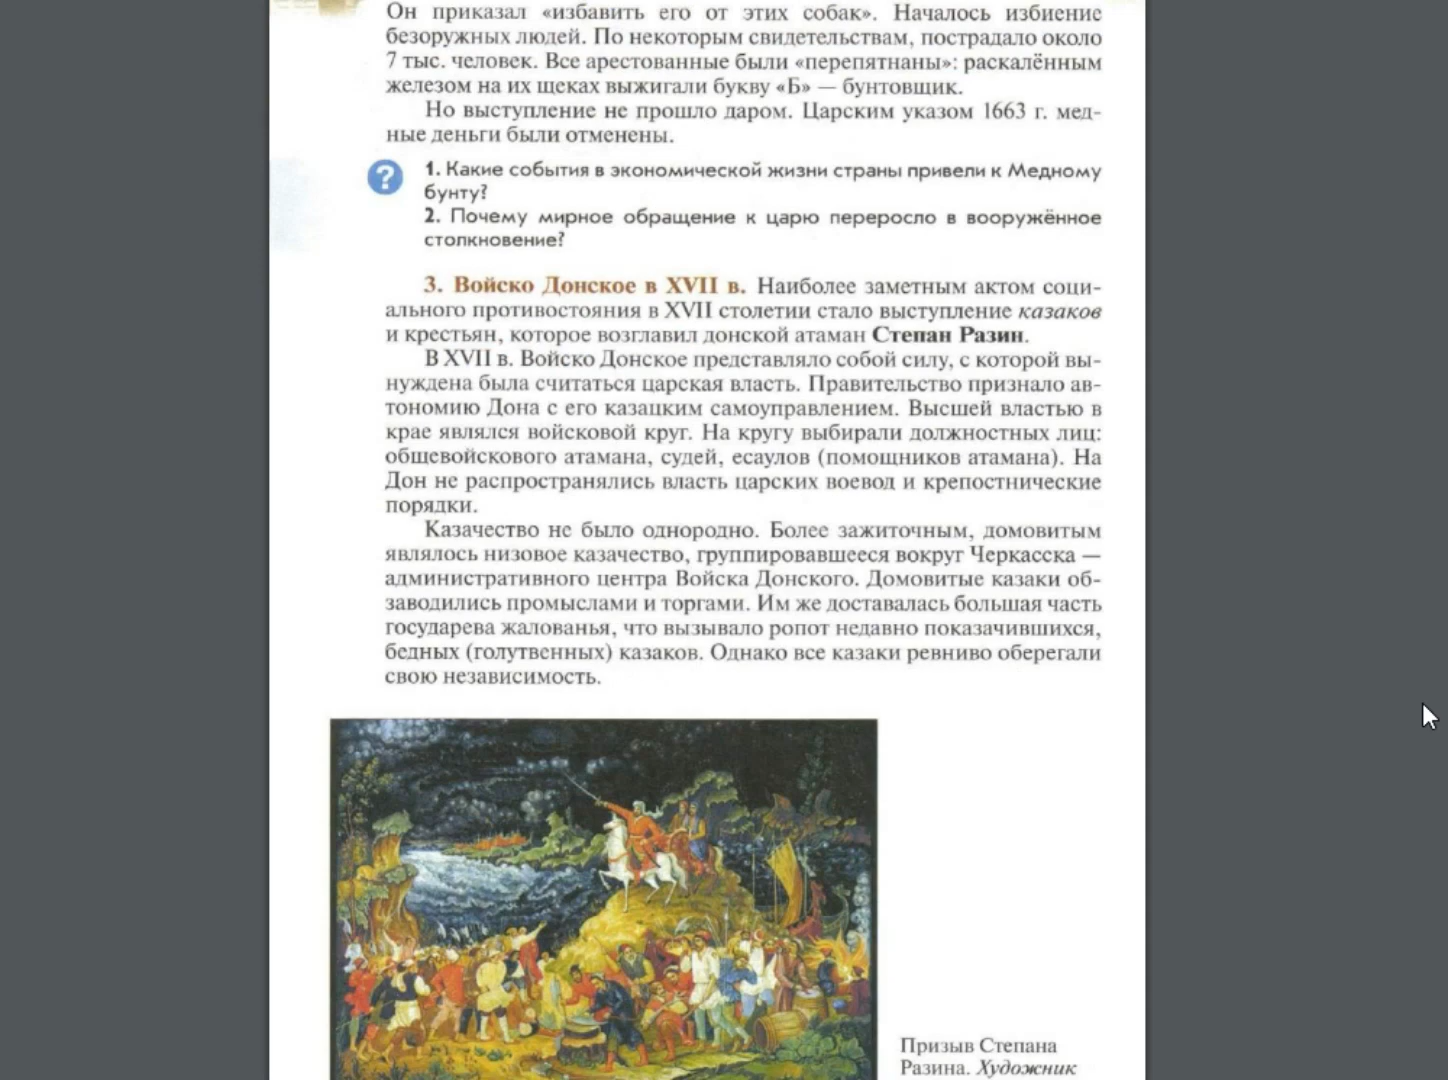 Он приказал «избавить его от этих собак». Началось избиение
безоружных людей. По некоторым свидетельствам, пострадало около
7 тыс. человек. Все арестованные были «перепятнаны»: раскалённым
железом на их щеках выжигали букву «Б» — бунтовщик.
Но выступление не прошло даром. Царским указом 1663 г. мед-
ные деньги были отменены.
? 1. Какие события в экономической жизни страны привели к Медному
бунту?
2. Почему мирное обращение к царю переросло в вооружённое
столкновение?
3. Войско Донское в XVII в. Наиболее заметным актом соци-
ального противостояния в XVII столетии стало выступление казаков
и крестьян, которое возглавил донской атаман Степан Разин.
В XVII в. Войско Донское представляло собой силу, с которой вы-
нуждена была считаться царская власть. Правительство признало ав-
тономию Дона с его казацким самоуправлением. Высшей властью в
крае являлся войсковой круг. На кругу выбирали должностных лиц:
общевойскового атамана, судей, есаулов (помощников атамана). На
Дон не распространялись власть царских воевод и крепостнические
порядки.
Казачество не было однородно. Более зажиточным, домовитым
являлось низовое казачество, группировавшееся вокруг Черкасска —
административного центра Войска Донского. Домовитые казаки об-
заводились промыслами и торгами. Им же доставалась большая часть
государева жалованья, что вызывало ропот недавно показачившихся,
бедных (голутвенных) казаков. Однако все казаки ревниво оберегали
свою независимость.
Призыв Степана
Разина. Художник